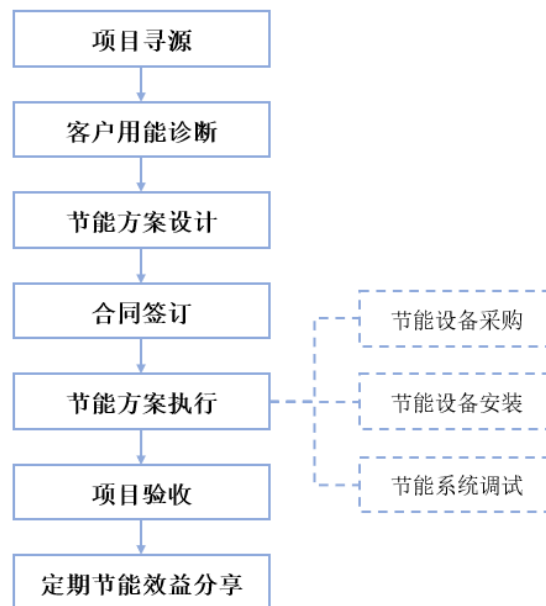 项目寻源
客户用能诊断
节能方案设计
合同签订
节能设备采购
节能方案执行
节能设备安装
节能系统调试
项目验收
定期节能效益分享